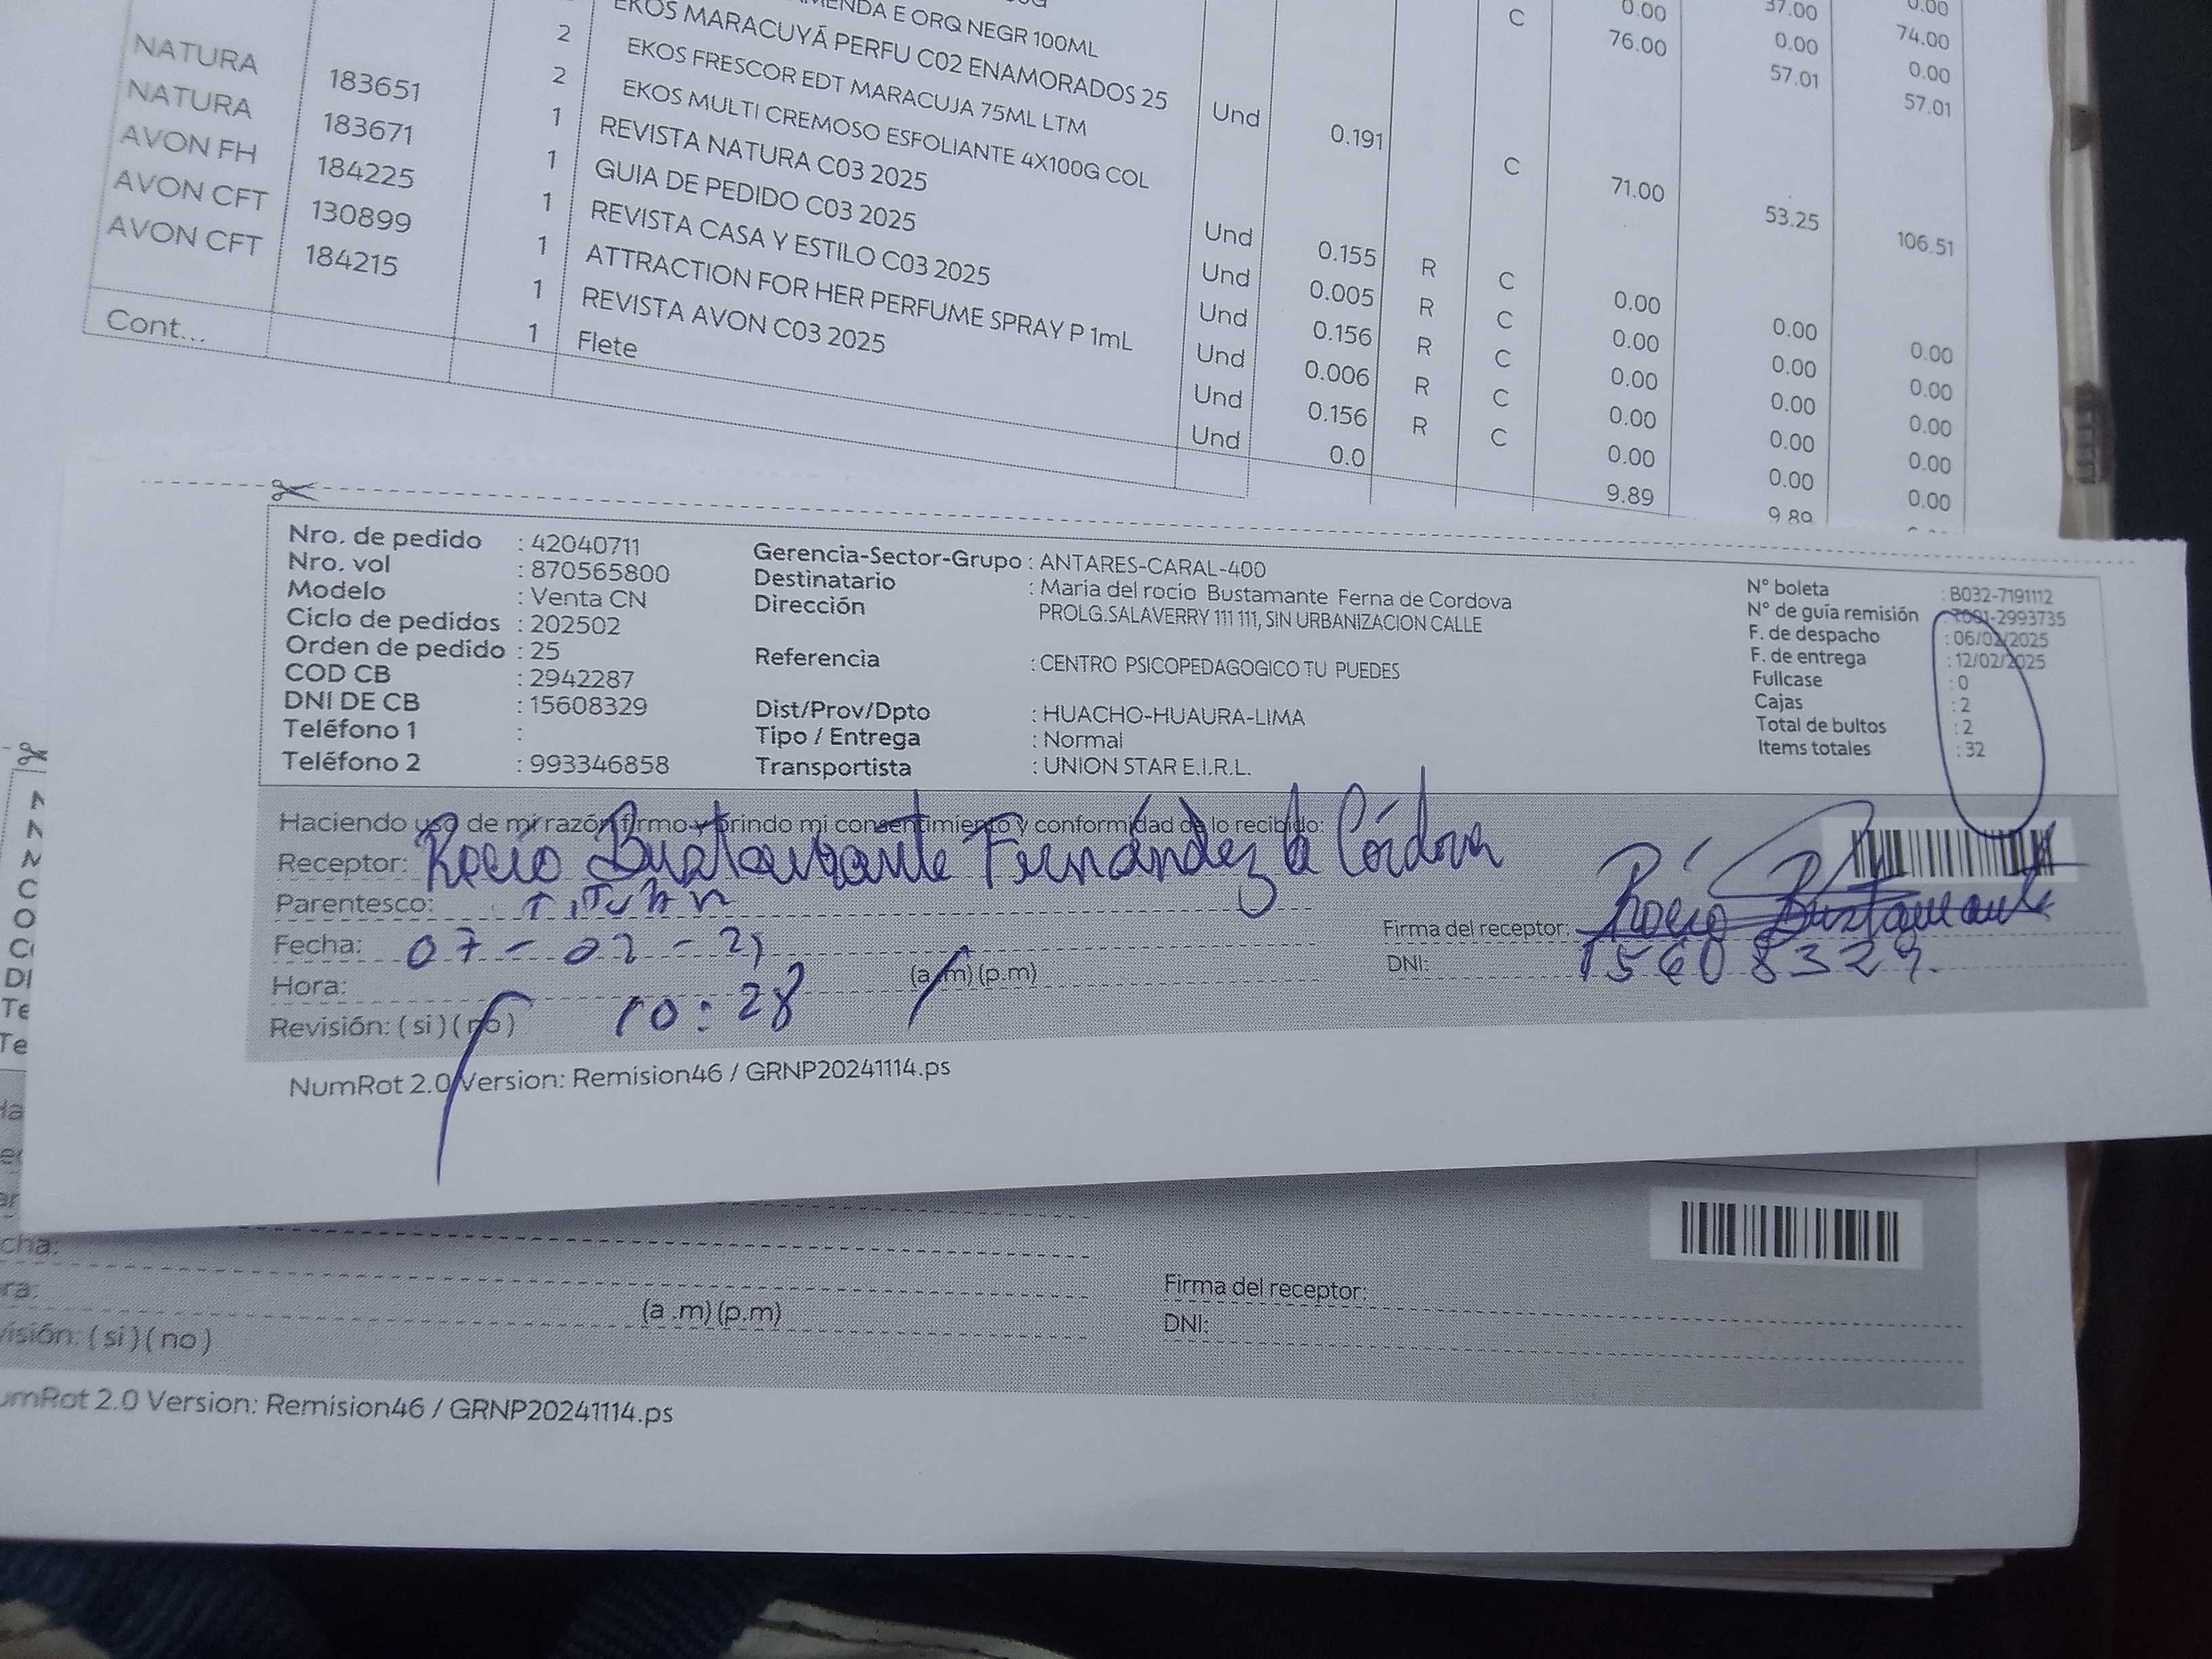 ORQ NEGR 100ML C 0.00 37.00 0.00
2 EKOS MARACUYÁ PERFU C02 ENAMORADOS 25 76.00 0.00 74.00
2 EKOS FRESCOR EDT MARACUJA 75ML LTM 57.01 0.00
EKOS MULTI CREMOSO ESFOLIANTE 4X100G COL Und 0.191 C 71.00 53.25 57.01
106.51
NATURA 183651 1 REVISTA NATURA C03 2025 Und 0.155 R C 0.00 0.00 0.00
NATURA 183671 1 GUIA DE PEDIDO C03 2025 Und 0.005 R C 0.00 0.00 0.00
AVON FH 184225 1 REVISTA CASA Y ESTILO C03 2025 Und 0.156 R C 0.00 0.00 0.00
AVON CFT 130899 1 ATTRACTION FOR HER PERFUME SPRAY P 1mL Und 0.006 R C 0.00 0.00 0.00
AVON CFT 184215 1 REVISTA AVON C03 2025 Und 0.156 R C 0.00 0.00 0.00
Cont... 1 Flete Und 0.0 9.89 9.89
Nro. de pedido : 42040711
Nro. vol : 870565800
Modelo : Venta CN
Ciclo de pedidos : 202502
Orden de pedido : 25
COD CB : 2942287
DNI DE CB : 15608329
Teléfono 1 :
Teléfono 2 : 993346858
Gerencia-Sector-Grupo : ANTARES-CARAL-400
Destinatario : Maria del rocio Bustamante Ferna de Cordova
Dirección PROLG.SALAVERRY 111 111, SIN URBANIZACION CALLE
Referencia : CENTRO PSICOPEDAGOGICO TU PUEDES
Dist/Prov/Dpto : HUACHO-HUAURA-LIMA
Tipo / Entrega : Normal
Transportista : UNION STAR E.I.R.L.
N° boleta : B032-7191112
N° de guía remisión : T001-2993735
F. de despacho : 06/02/2025
F. de entrega : 12/02/2025
Fullcase : 0
Cajas : 2
Total de bultos : 2
Items totales : 32
Haciendo uso de mi razón firmo y brindo mi consentimiento y conformidad de lo recibido:
Receptor: Rocío Bustamante Fernández de Córdova
Parentesco:
Fecha: 07-02-25
Hora: 10:28 (a .m) (p.m)
Revisión: ( si ) ( no )
Firma del receptor: Rocío Bustamante
DNI: 15608329.
NumRot 2.0 Version: Remision46 / GRNP20241114.ps
Firma del receptor:
(a .m) (p.m)
DNI:
( si ) ( no )
2.0 Version: Remision46 / GRNP20241114.ps